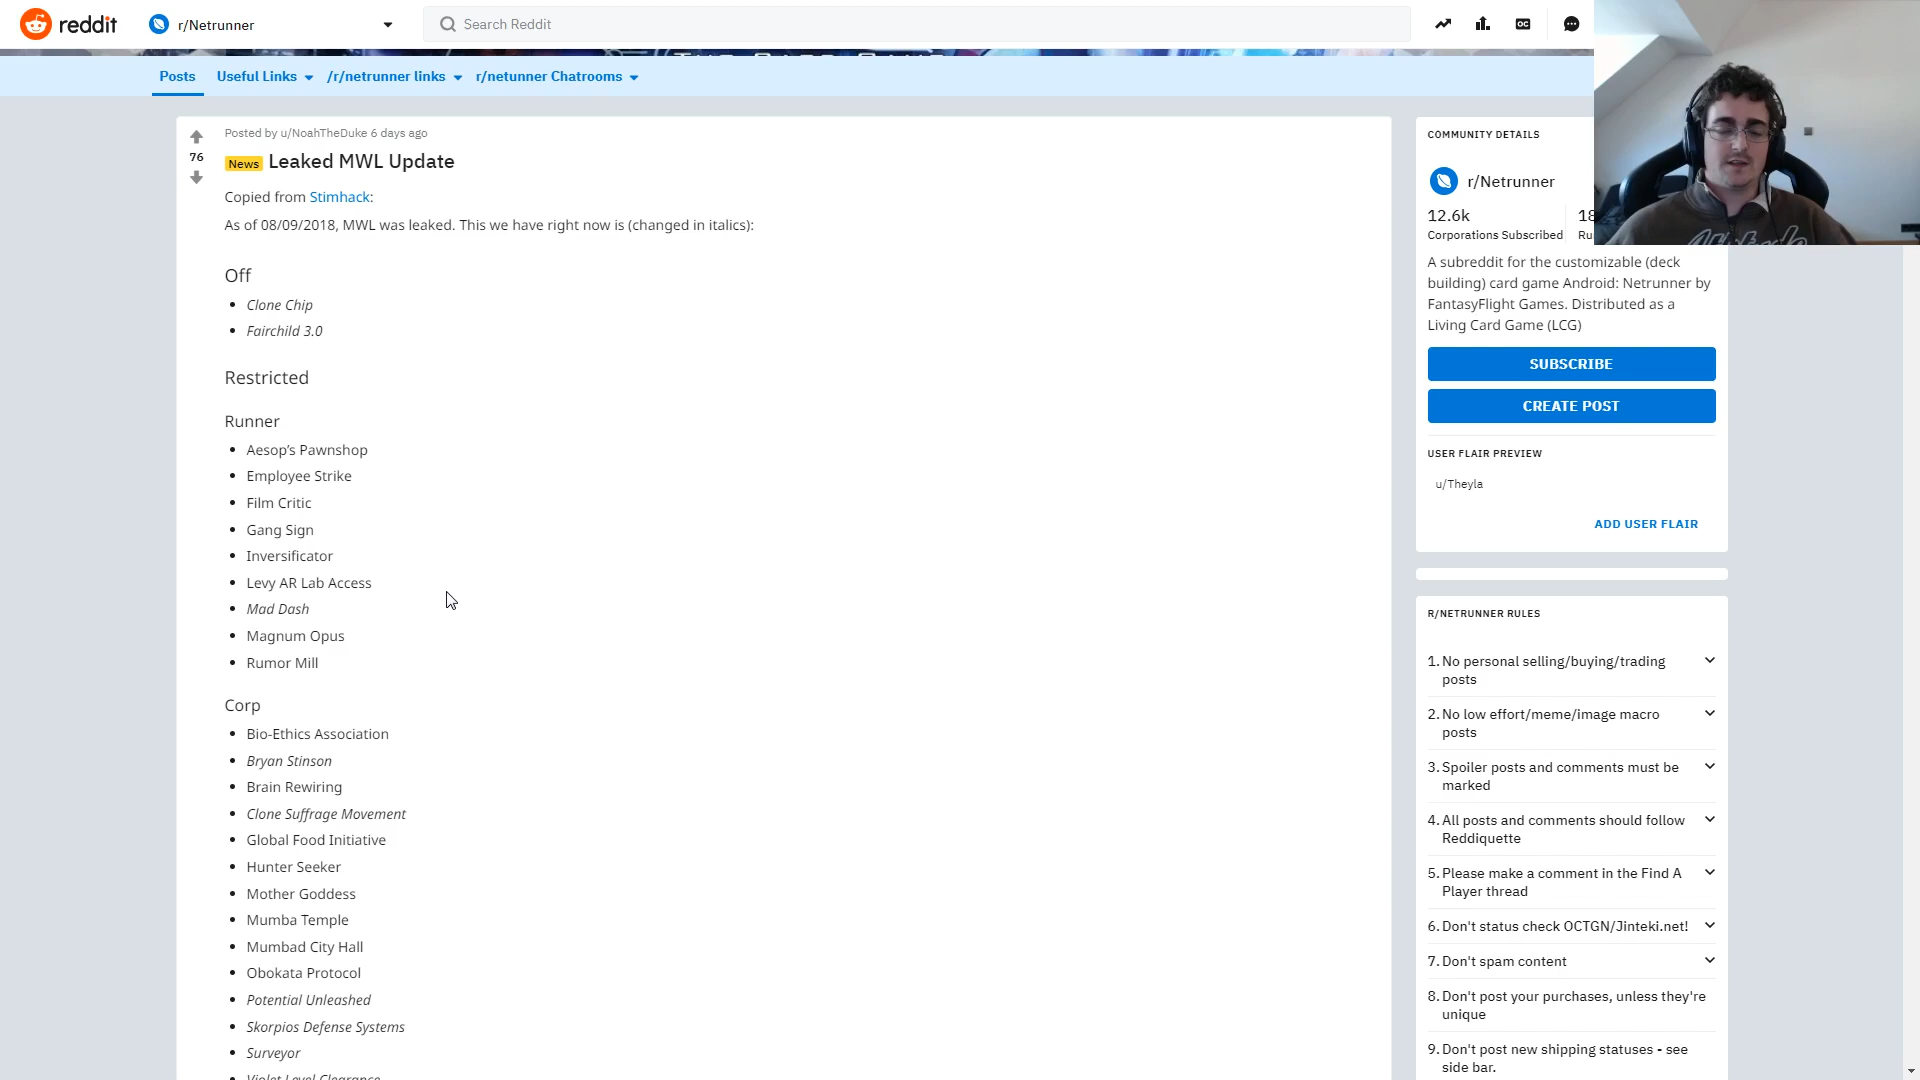 reddit
r/Netrunner
Search Reddit
Posts
Useful Links
/r/netrunner links
r/netunner Chatrooms
76
Posted by u/NoahTheDuke 6 days ago
News Leaked MWL Update
Copied from Stimhack:
As of 08/09/2018, MWL was leaked. This we have right now is (changed in italics):
Off
Clone Chip
Fairchild 3.0
Restricted
Runner
Aesop’s Pawnshop
Employee Strike
Film Critic
Gang Sign
Inversificator
Levy AR Lab Access
Mad Dash
Magnum Opus
Rumor Mill
Corp
Bio-Ethics Association
Bryan Stinson
Brain Rewiring
Clone Suffrage Movement
Global Food Initiative
Hunter Seeker
Mother Goddess
Mumba Temple
Mumbad City Hall
Obokata Protocol
Potential Unleashed
Skorpios Defense Systems
Surveyor
Violet Level Clearance
COMMUNITY DETAILS
r/Netrunner
12.6k
18
Corporations Subscribed
Ru
A subreddit for the customizable (deck
building) card game Android: Netrunner by
FantasyFlight Games. Distributed as a
Living Card Game (LCG)
SUBSCRIBE
CREATE POST
USER FLAIR PREVIEW
u/Theyla
ADD USER FLAIR
R/NETRUNNER RULES
1. No personal selling/buying/trading
posts
2. No low effort/meme/image macro
posts
3. Spoiler posts and comments must be
marked
4. All posts and comments should follow
Reddiquette
5. Please make a comment in the Find A
Player thread
6. Don't status check OCTGN/Jinteki.net!
7. Don't spam content
8. Don't post your purchases, unless they're
unique
9. Don't post new shipping statuses - see
side bar.